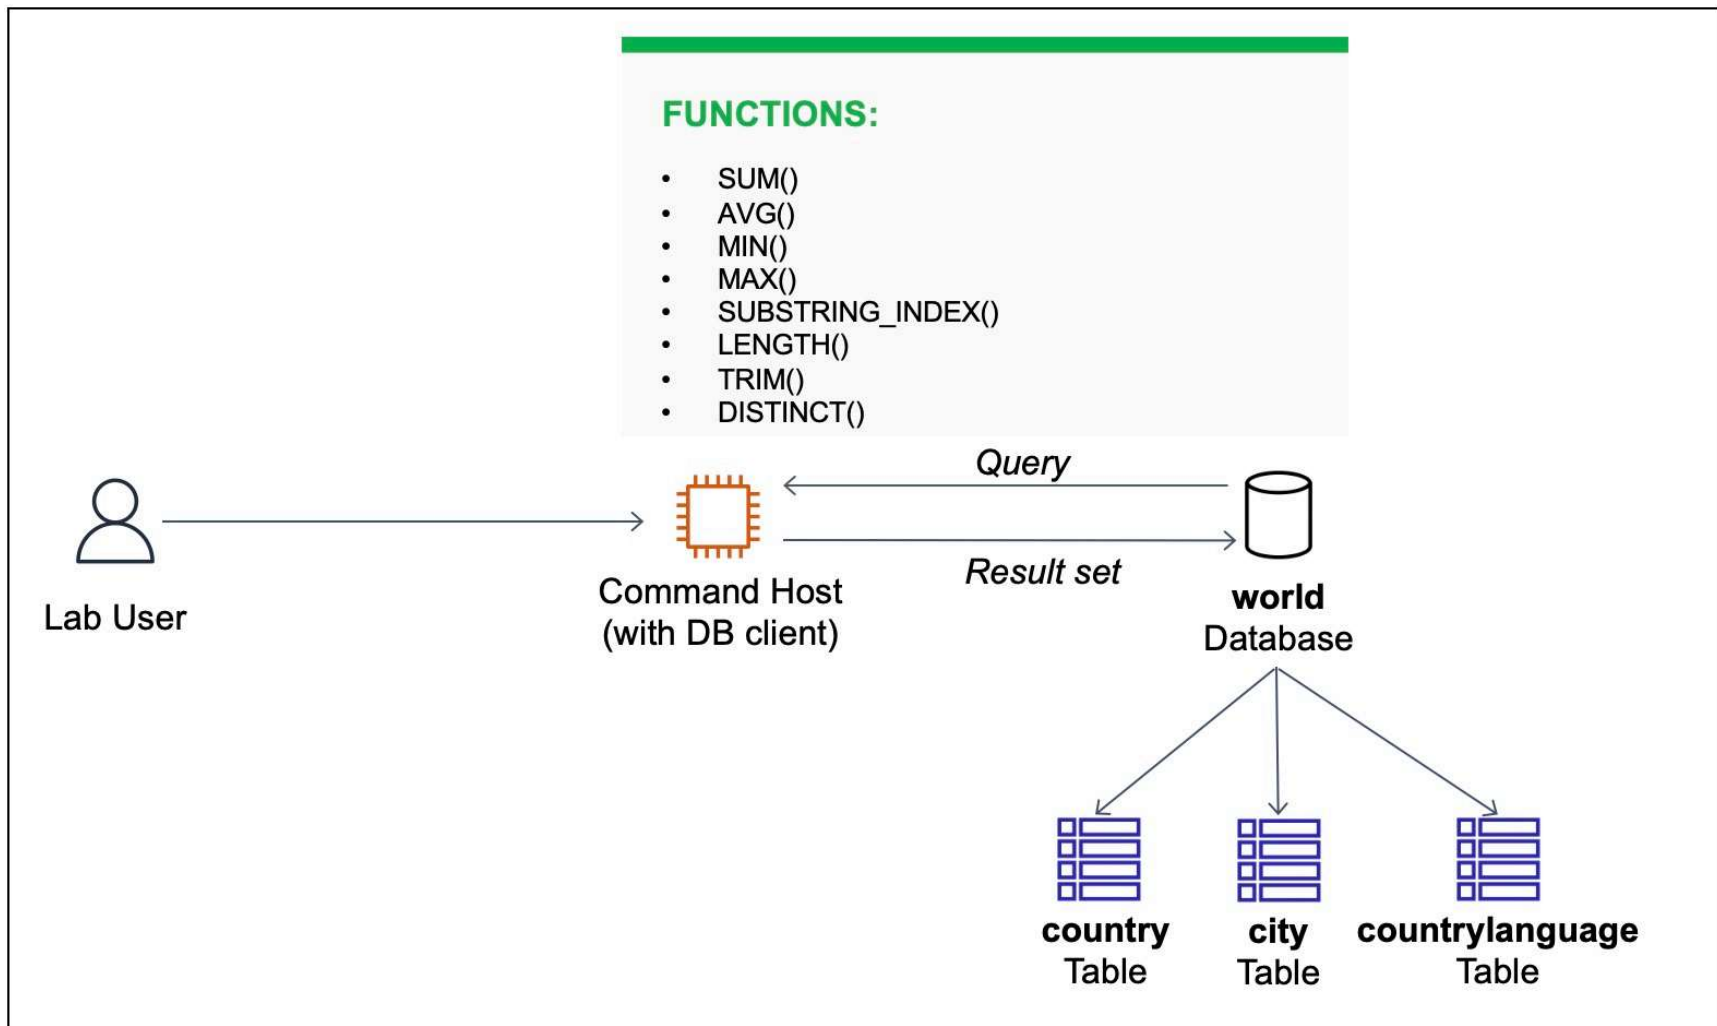 FUNCTIONS:
• SUM()
• AVG()
• MIN()
• MAX()
• SUBSTRING_INDEX()
• LENGTH()
• TRIM()
• DISTINCT()
Query
Result set
Lab User
Command Host
(with DB client)
world
Database
country
Table
city
Table
countrylanguage
Table